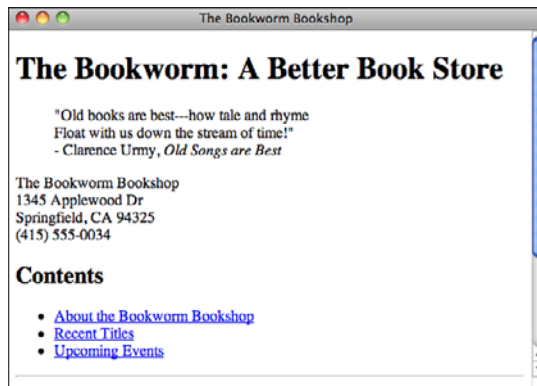 The Bookworm Bookshop
The Bookworm: A Better Book Store
"Old books are best---how tale and rhyme
Float with us down the stream of time!"
- Clarence Urmy, Old Songs are Best
The Bookworm Bookshop
1345 Applewood Dr
Springfield, CA 94325
(415) 555-0034
Contents
• About the Bookworm Bookshop
• Recent Titles
• Upcoming Events